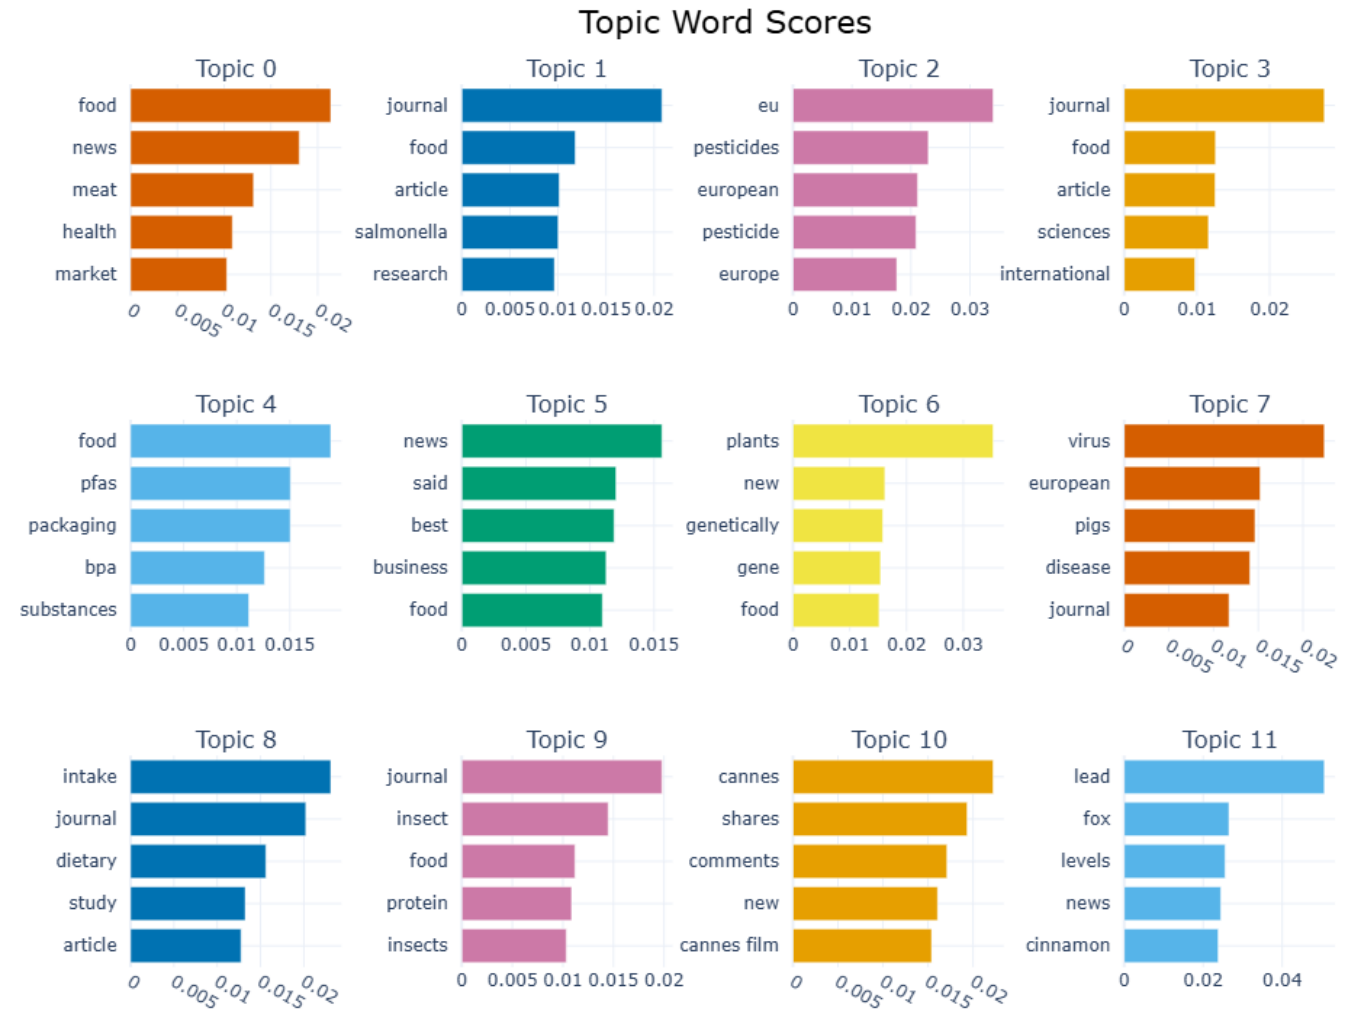 Topic Word Scores
Topic 0
food
news
meat
health
market
0 0.005 0.01 0.015 0.02
Topic 1
journal
food
article
salmonella
research
0 0.005 0.01 0.015 0.02
Topic 2
eu
pesticides
european
pesticide
europe
0 0.01 0.02 0.03
Topic 3
journal
food
article
sciences
international
0 0.01 0.02
Topic 4
food
pfas
packaging
bpa
substances
0 0.005 0.01 0.015
Topic 5
news
said
best
business
food
0 0.005 0.01 0.015
Topic 6
plants
new
genetically
gene
food
0 0.01 0.02 0.03
Topic 7
virus
european
pigs
disease
journal
0 0.005 0.01 0.015 0.02
Topic 8
intake
journal
dietary
study
article
0 0.005 0.01 0.015 0.02
Topic 9
journal
insect
food
protein
insects
0 0.005 0.01 0.015 0.02
Topic 10
cannes
shares
comments
new
cannes film
0 0.005 0.01 0.015 0.02
Topic 11
lead
fox
levels
news
cinnamon
0 0.02 0.04